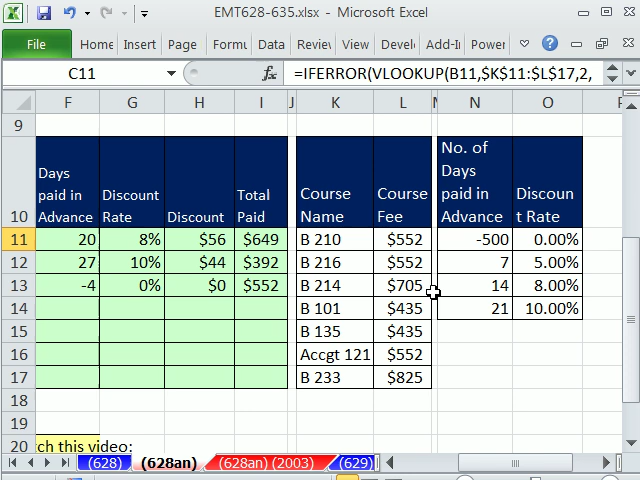 EMT628-635.xlsx - Microsoft Excel
File Home Insert Page Formu Data Review View Develo Add-I Power
C11 fx =IFERROR(VLOOKUP(B11,$K$11:$L$17,2,
F G H I J K L M N O P
9
10 Days paid in Advance Discount Rate Discount Total Paid Course Name Course Fee No. of Days paid in Advance Discoun t Rate
11 20 8% $56 $649 B 210 $552 -500 0.00%
12 27 10% $44 $392 B 216 $552 7 5.00%
13 -4 0% $0 $552 B 214 $705 14 8.00%
14 B 101 $435 21 10.00%
15 B 135 $435
16 Accgt 121 $552
17 B 233 $825
18
19
20 ch this video:
(628) (628an) (628an) (2003) (629)